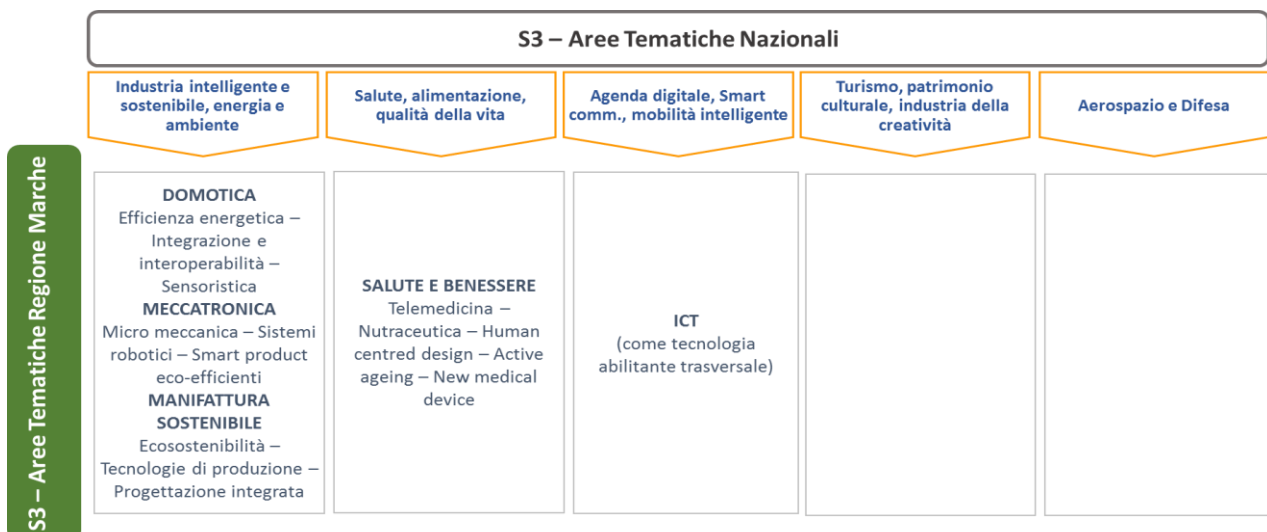 S3 – Aree Tematiche Nazionali
Industria intelligente e
sostenibile, energia e
ambiente
Salute, alimentazione,
qualità della vita
Agenda digitale, Smart
comm., mobilità intelligente
Turismo, patrimonio
culturale, industria della
creatività
Aerospazio e Difesa
S3 – Aree Tematiche Regione Marche
DOMOTICA
Efficienza energetica –
Integrazione e
interoperabilità –
Sensoristica
MECCATRONICA
Micro meccanica – Sistemi
robotici – Smart product
eco-efficienti
MANIFATTURA
SOSTENIBILE
Ecosostenibilità –
Tecnologie di produzione –
Progettazione integrata
SALUTE E BENESSERE
Telemedicina –
Nutraceutica – Human
centred design – Active
ageing – New medical
device
ICT
(come tecnologia
abilitante trasversale)